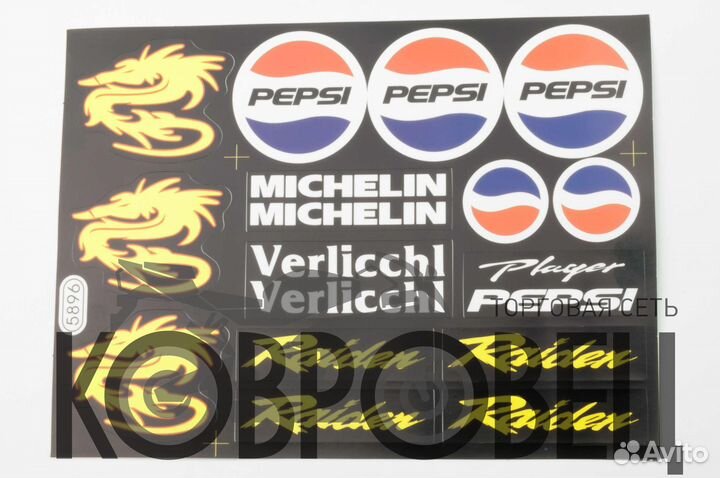 PEPSI PEPSI PEPSI
MICHELIN
MICHELIN
Verlicchl
Verlicchl
Player
PEPSI
5896
ТОРГОВАЯ СЕТЬ
Raiden Raiden
Raiden Raiden
КОВРОВЕЦ
Avito